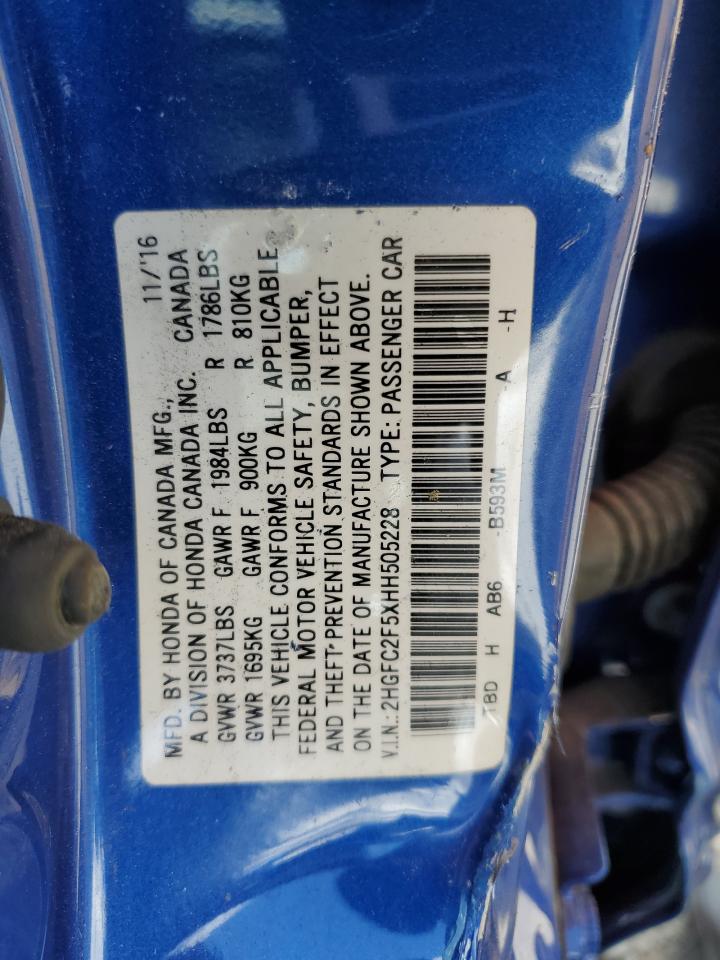 MFD. BY HONDA OF CANADA MFG., 11/'16
A DIVISION OF HONDA CANADA INC. CANADA
GVWR 3737LBS GAWR F 1984LBS R 1786LBS
GVWR 1695KG GAWR F 900KG R 810KG
THIS VEHICLE CONFORMS TO ALL APPLICABLE
FEDERAL MOTOR VEHICLE SAFETY, BUMPER,
AND THEFT PREVENTION STANDARDS IN EFFECT
ON THE DATE OF MANUFACTURE SHOWN ABOVE.
V.I.N.: 2HGFC2F5XHH505228 TYPE: PASSENGER CAR
TBD H AB6 -B593M -A -H